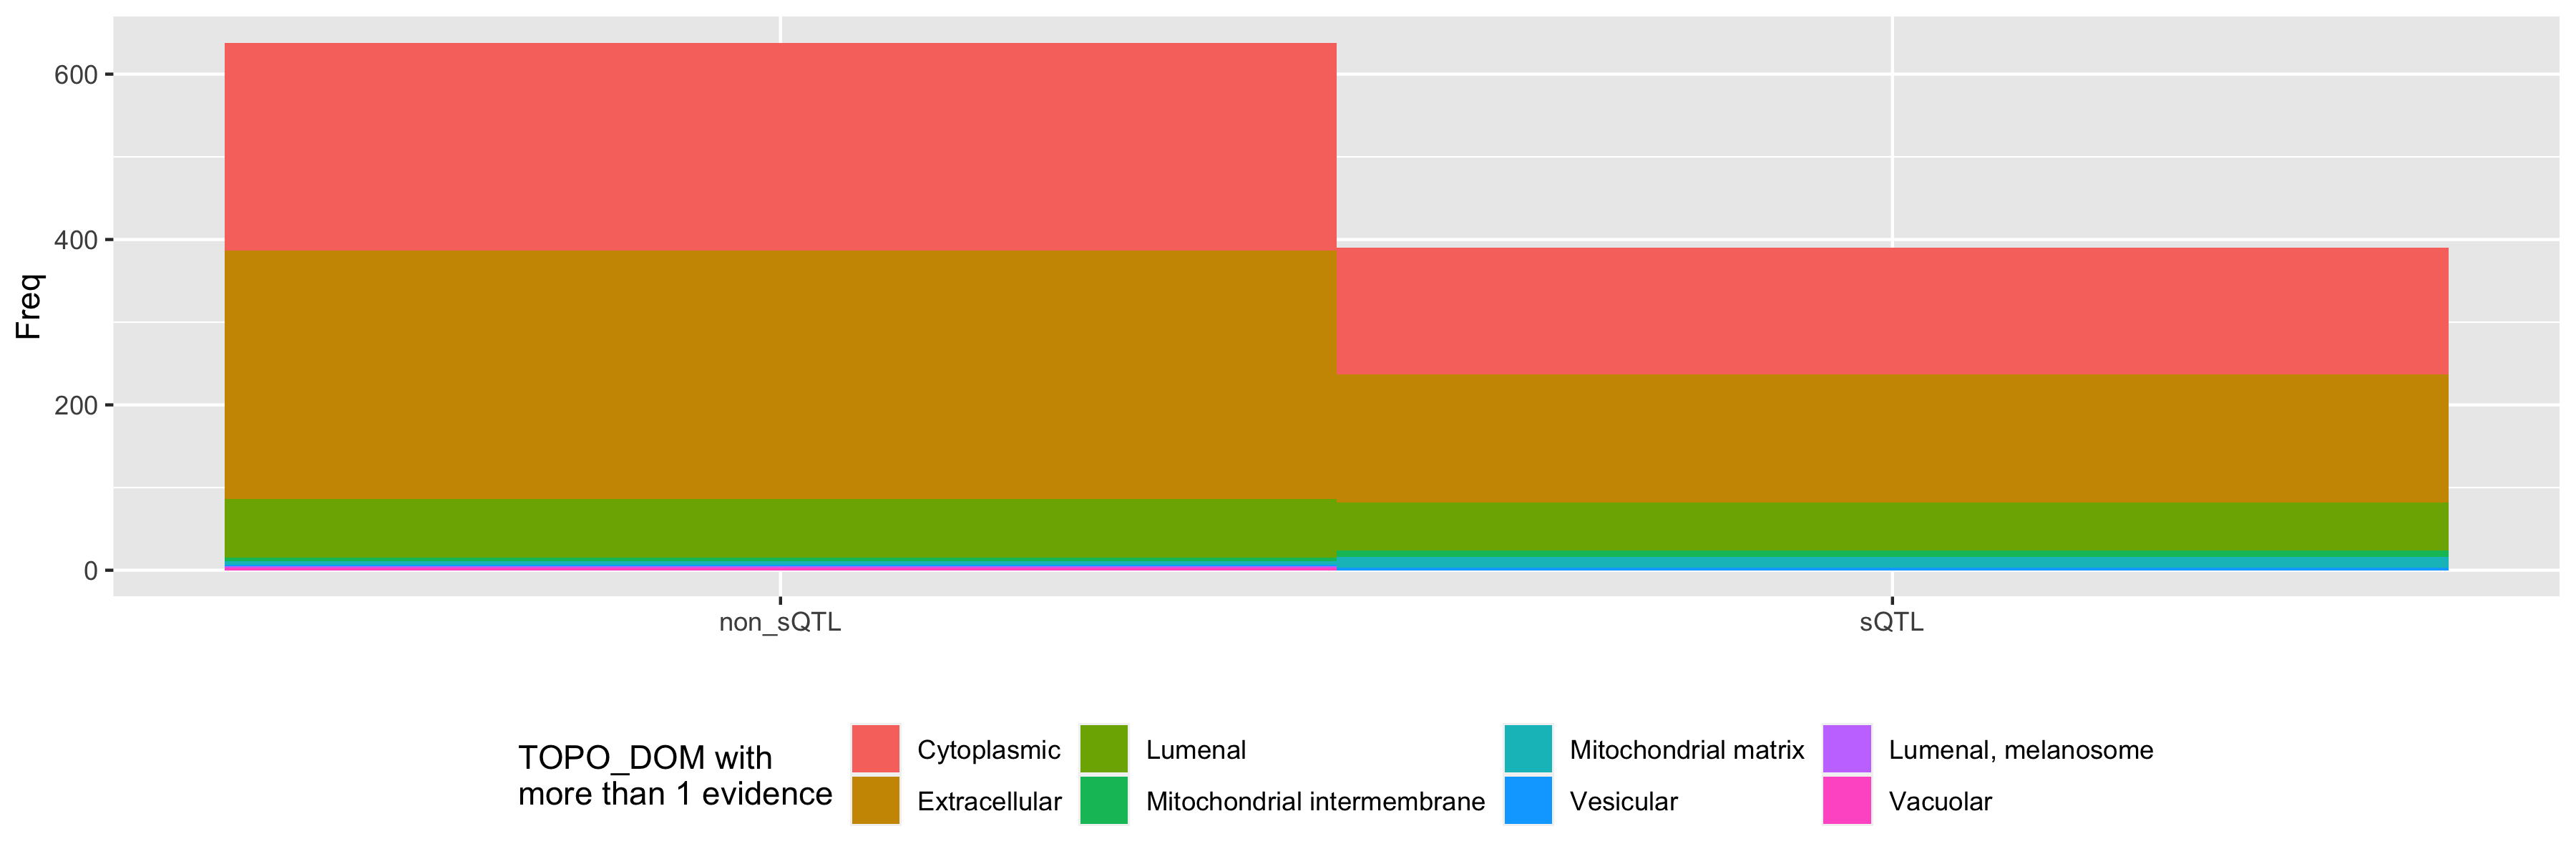 600
400
200
0
Freq
non_sQTL
sQTL
TOPO_DOM with
more than 1 evidence
Cytoplasmic
Extracellular
Lumenal
Mitochondrial intermembrane
Mitochondrial matrix
Vesicular
Lumenal, melanosome
Vacuolar